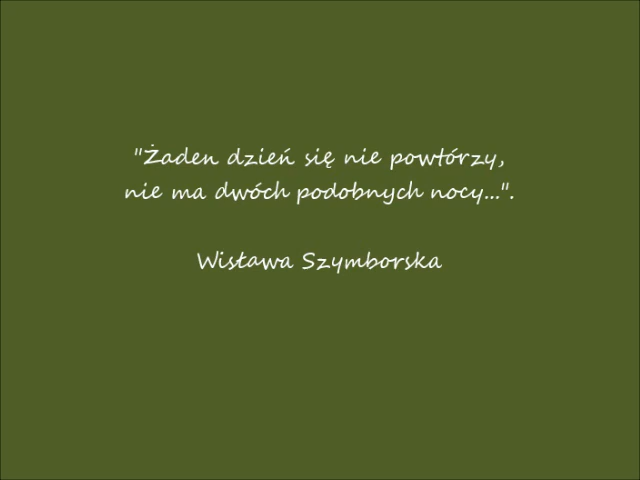 "Żaden dzień się nie powtórzy,
nie ma dwóch podobnych nocy...".
Wisława Szymborska